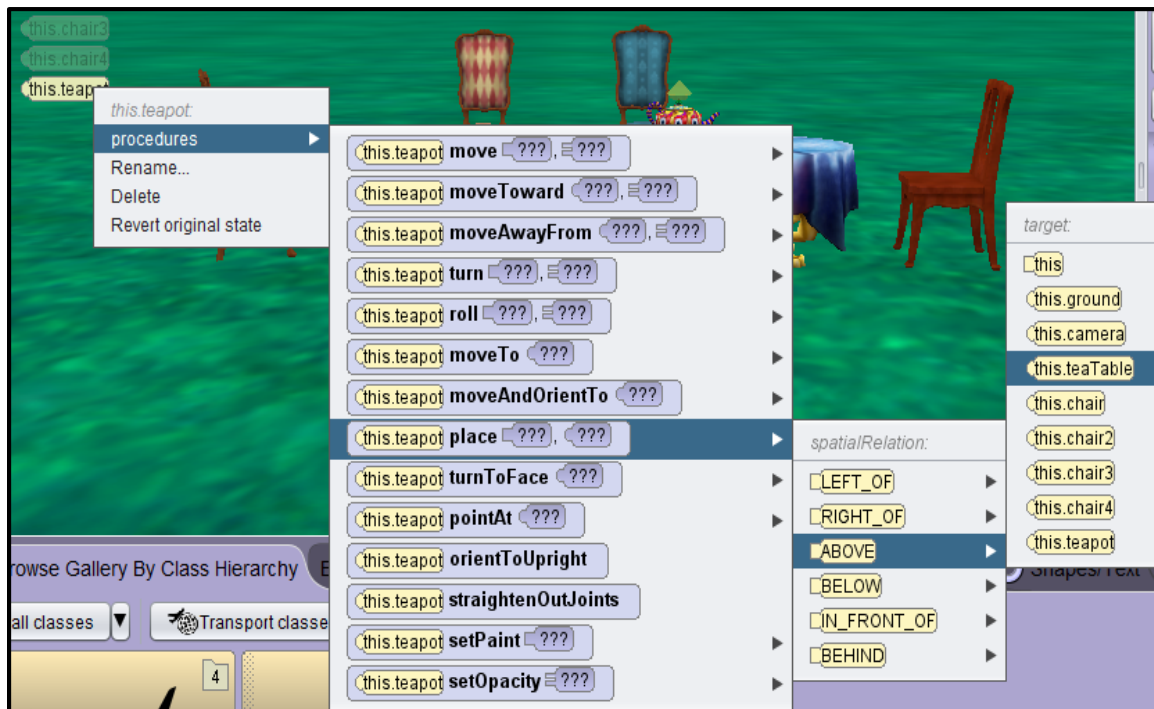 this.chair3
this.chair4
this.teapot
this.teapot:
procedures
Rename...
Delete
Revert original state
this.teapot move ???, ???
this.teapot moveToward ???, ???
this.teapot moveAwayFrom ???, ???
this.teapot turn ???, ???
this.teapot roll ???, ???
this.teapot moveTo ???
this.teapot moveAndOrientTo ???
this.teapot place ???, ???
this.teapot turnToFace ???
this.teapot pointAt ???
this.teapot orientToUpright
this.teapot straightenOutJoints
this.teapot setPaint ???
this.teapot setOpacity ???
spatialRelation:
LEFT_OF
RIGHT_OF
ABOVE
BELOW
IN_FRONT_OF
BEHIND
target:
this
this.ground
this.camera
this.teaTable
this.chair
this.chair2
this.chair3
this.chair4
this.teapot
rowse Gallery By Class Hierarchy
Shapes/Text
all classes
Transport classe
4